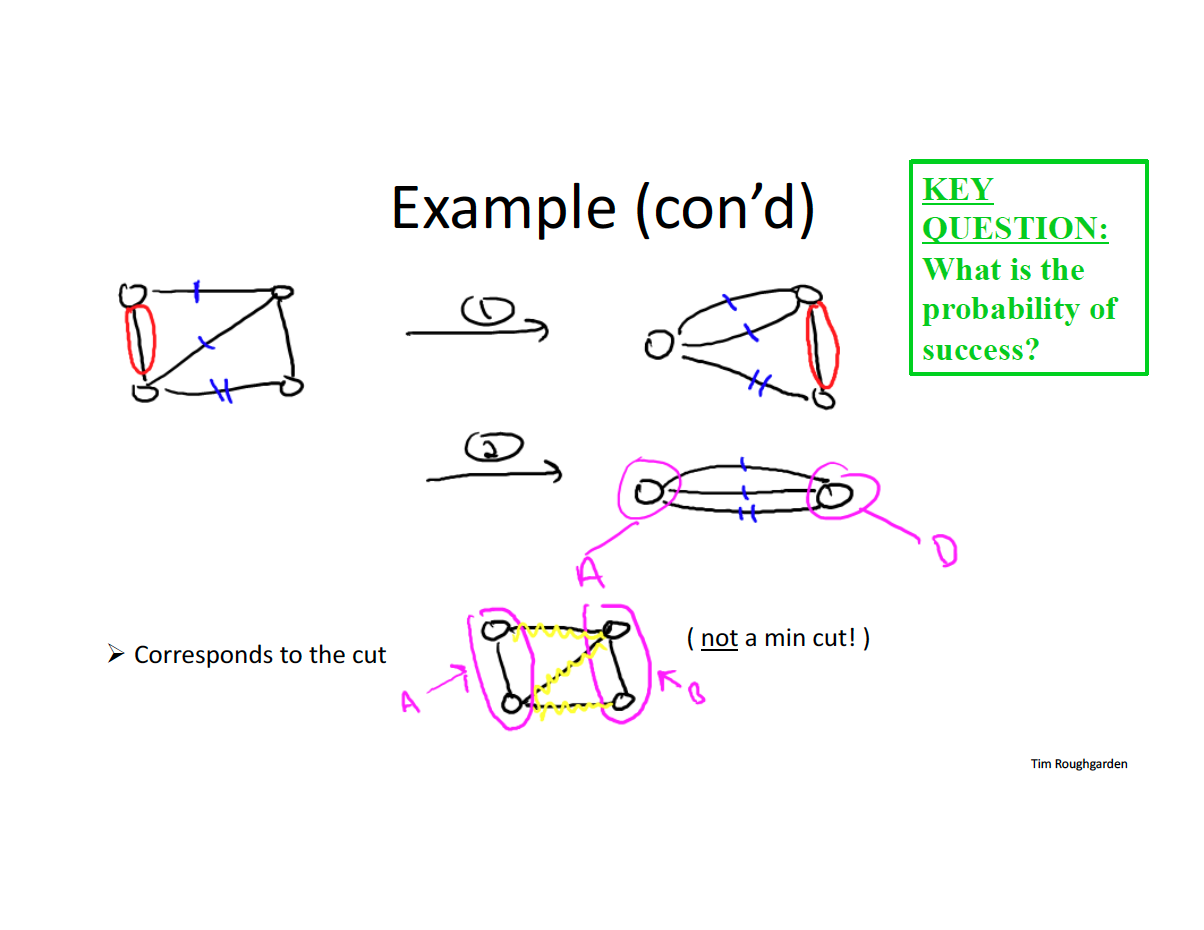 Example (con’d)
KEY
QUESTION:
What is the
probability of
success?
1
2
A
D
➢ Corresponds to the cut
( not a min cut! )
A
B
Tim Roughgarden